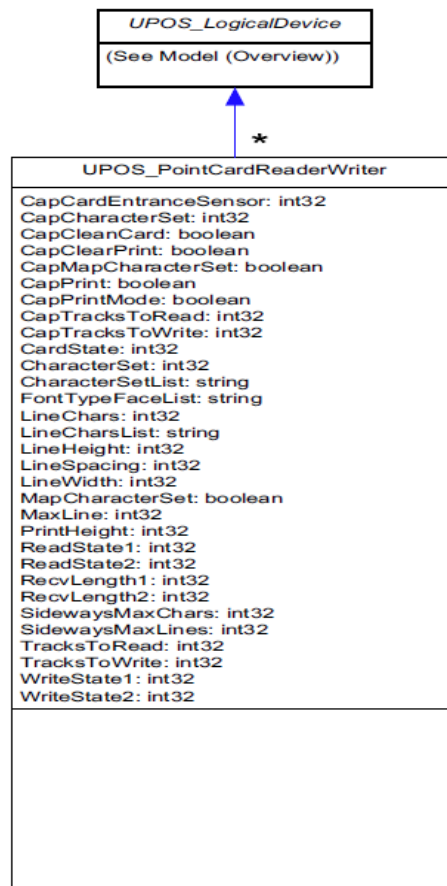 UPOS_LogicalDevice
(See Model (Overview))
*
UPOS_PointCardReaderWriter
CapCardEntranceSensor: int32
CapCharacterSet: int32
CapCleanCard: boolean
CapClearPrint: boolean
CapMapCharacterSet: boolean
CapPrint: boolean
CapPrintMode: boolean
CapTracksToRead: int32
CapTracksToWrite: int32
CardState: int32
CharacterSet: int32
CharacterSetList: string
FontTypeFaceList: string
LineChars: int32
LineCharsList: string
LineHeight: int32
LineSpacing: int32
LineWidth: int32
MapCharacterSet: boolean
MaxLine: int32
PrintHeight: int32
ReadState1: int32
ReadState2: int32
RecvLength1: int32
RecvLength2: int32
SidewaysMaxChars: int32
SidewaysMaxLines: int32
TracksToRead: int32
TracksToWrite: int32
WriteState1: int32
WriteState2: int32